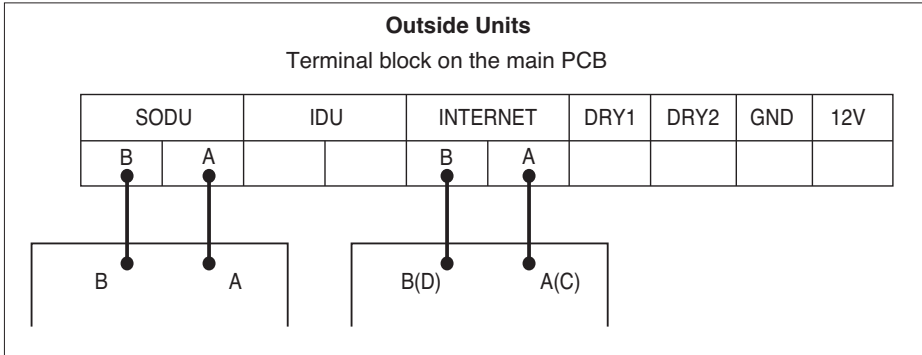 Outside Units
Terminal block on the main PCB
SODU IDU INTERNET DRY1 DRY2 GND 12V
B A B A
B A B(D) A(C)